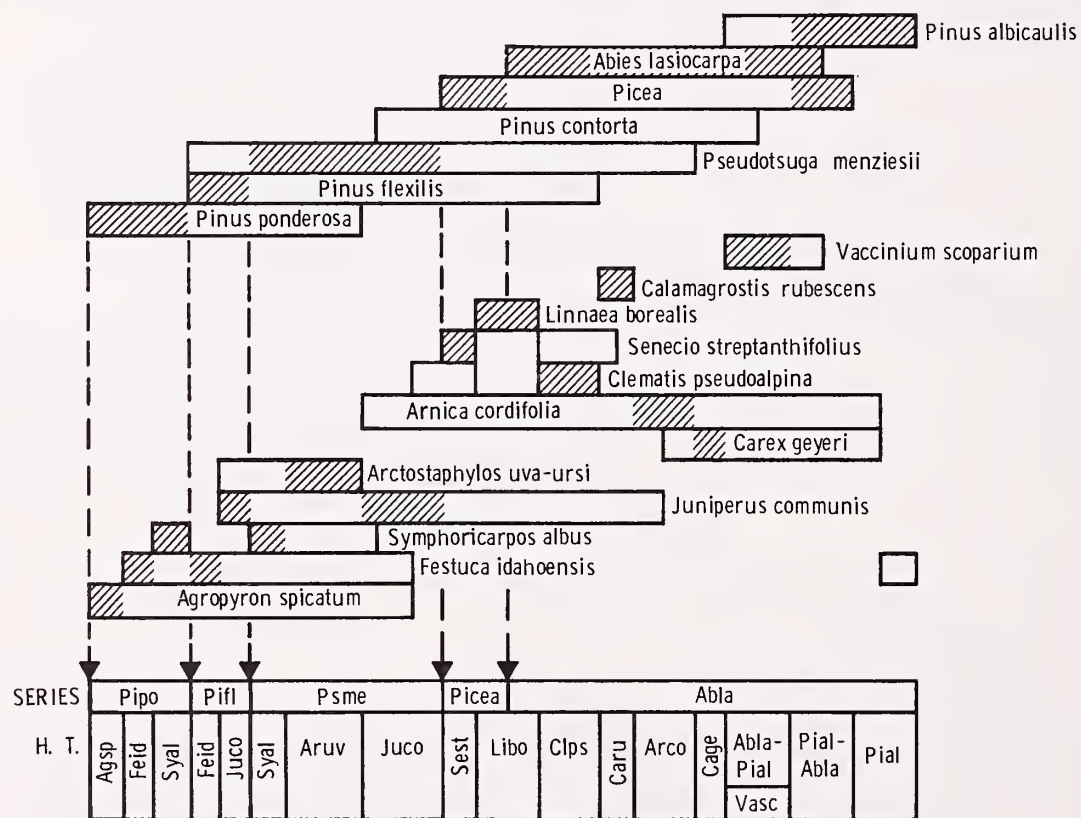 Pinus albicaulis
Abies lasiocarpa
Picea
Pinus contorta
Pseudotsuga menziesii
Pinus flexilis
Pinus ponderosa
Vaccinium scoparium
Calamagrostis rubescens
Linnaea borealis
Senecio streptanthifolius
Clematis pseudoalpina
Arnica cordifolia
Carex geyeri
Arctostaphylos uva-ursi
Juniperus communis
Symphoricarpos albus
Festuca idahoensis
Agropyron spicatum
SERIES Pipo Pifl Psme Picea Abla
H. T. Agsp Feid Syal Feid Juco Syal Aruv Juco Sest Libo Clps Caru Arco Cage Abla-Pial Pial-Abla Pial
Vasc